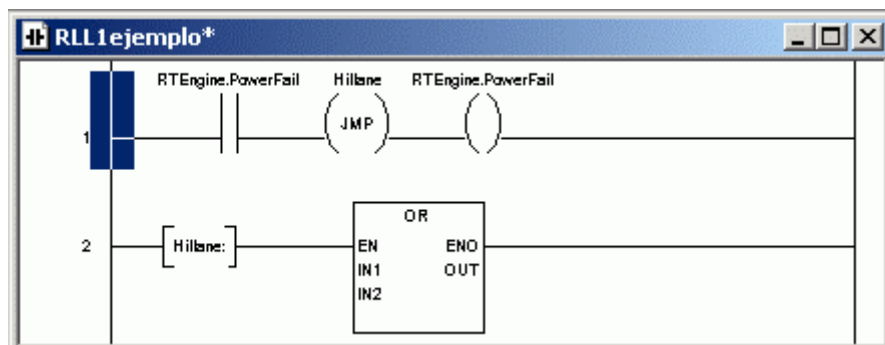 RLL1ejemplo*
RTEngine.PowerFail Hillane RTEngine.PowerFail
JMP
1
OR
2 Hillane: EN ENO
IN1 OUT
IN2